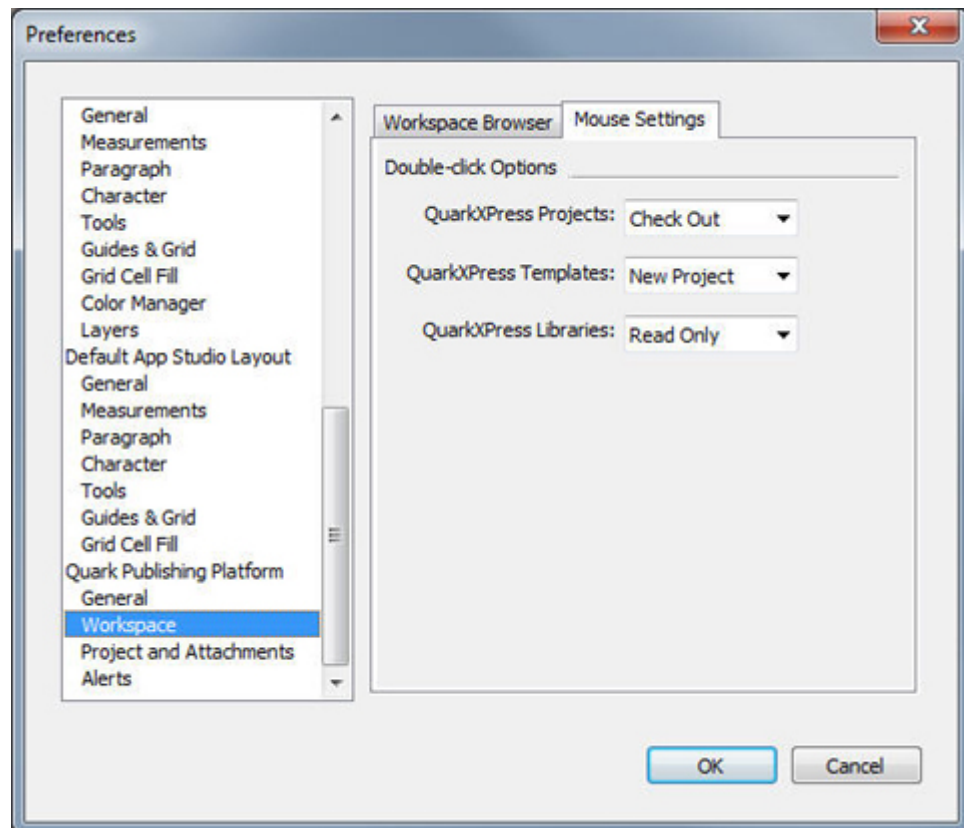 Preferences
General
Measurements
Paragraph
Character
Tools
Guides & Grid
Grid Cell Fill
Color Manager
Layers
Default App Studio Layout
General
Measurements
Paragraph
Character
Tools
Guides & Grid
Grid Cell Fill
Quark Publishing Platform
General
Workspace
Project and Attachments
Alerts
Workspace Browser Mouse Settings
Double-click Options
QuarkXPress Projects: Check Out
QuarkXPress Templates: New Project
QuarkXPress Libraries: Read Only
OK Cancel